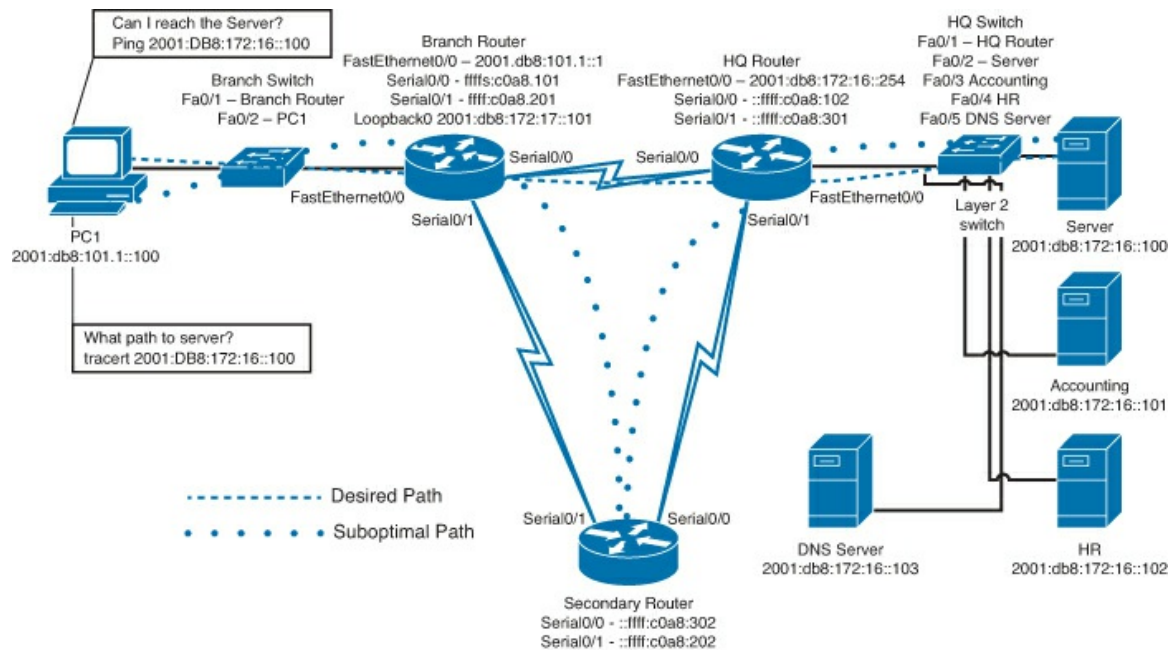 Can I reach the Server?
Ping 2001:DB8:172:16::100
Branch Switch
Fa0/1 – Branch Router
Fa0/2 – PC1
Branch Router
FastEthernet0/0 – 2001.db8:101.1::1
Serial0/0 - ffffs:c0a8.101
Serial0/1 - ffff:c0a8.201
Loopback0 2001:db8:172:17::101
HQ Router
FastEthernet0/0 – 2001:db8:172:16::254
Serial0/0 - ::ffff:c0a8:102
Serial0/1 - ::ffff:c0a8:301
HQ Switch
Fa0/1 – HQ Router
Fa0/2 – Server
Fa0/3 Accounting
Fa0/4 HR
Fa0/5 DNS Server
Serial0/0
Serial0/0
FastEthernet0/0
Serial0/1
Serial0/1
FastEthernet0/0
Layer 2
switch
PC1
2001:db8:101.1::100
Server
2001:db8:172:16::100
What path to server?
tracert 2001:DB8:172:16::100
Accounting
2001:db8:172:16::101
Desired Path
Suboptimal Path
Serial0/1
Serial0/0
DNS Server
2001:db8:172:16::103
HR
2001:db8:172:16::102
Secondary Router
Serial0/0 - ::ffff:c0a8:302
Serial0/1 - ::ffff:c0a8:202